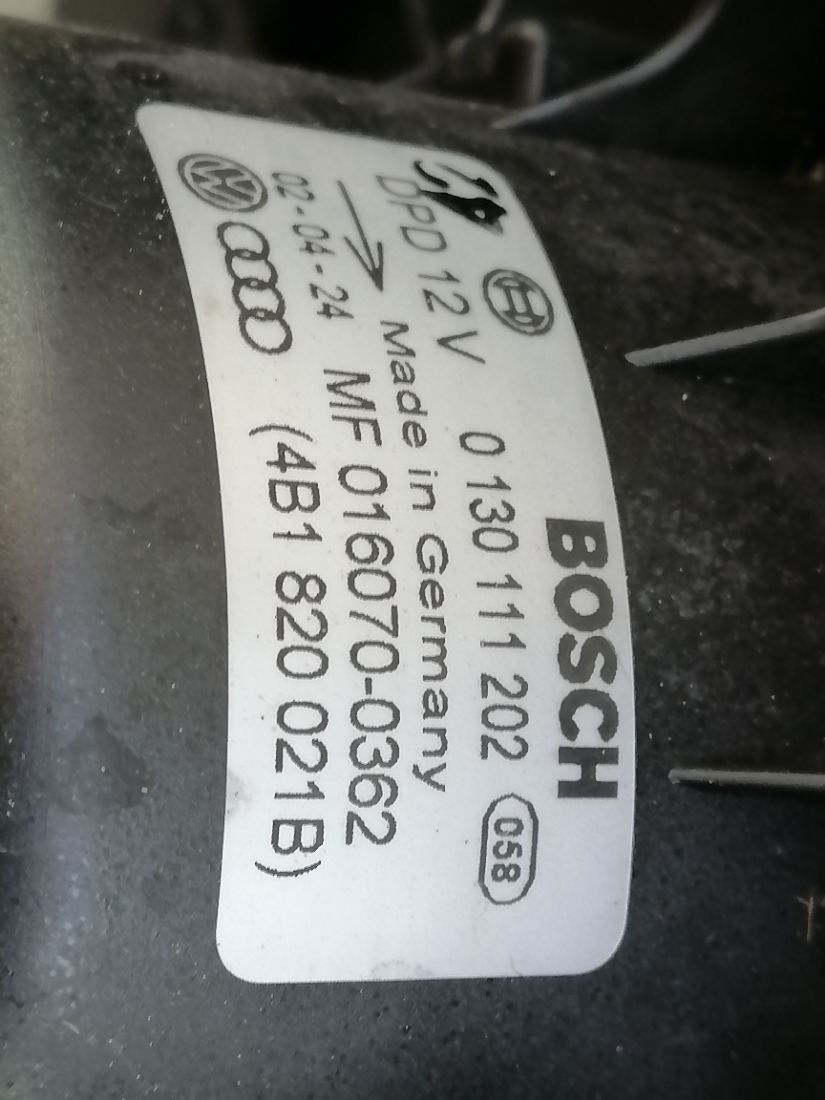 BOSCH
0 130 111 202 058
DPD 12 V
Made in Germany
02-04-24 MF 016070-0362
(4B1 820 021B)